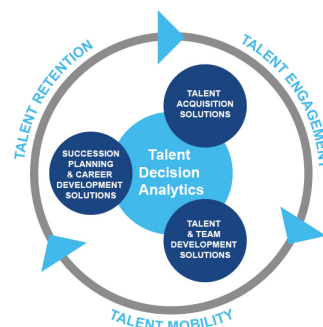 TALENT RETENTION
TALENT ENGAGEMENT
TALENT
ACQUISITION
SOLUTIONS
SUCCESSION
PLANNING
& CAREER
DEVELOPMENT
SOLUTIONS
Talent
Decision
Analytics
TALENT
& TEAM
DEVELOPMENT
SOLUTIONS
TALENT MOBILITY